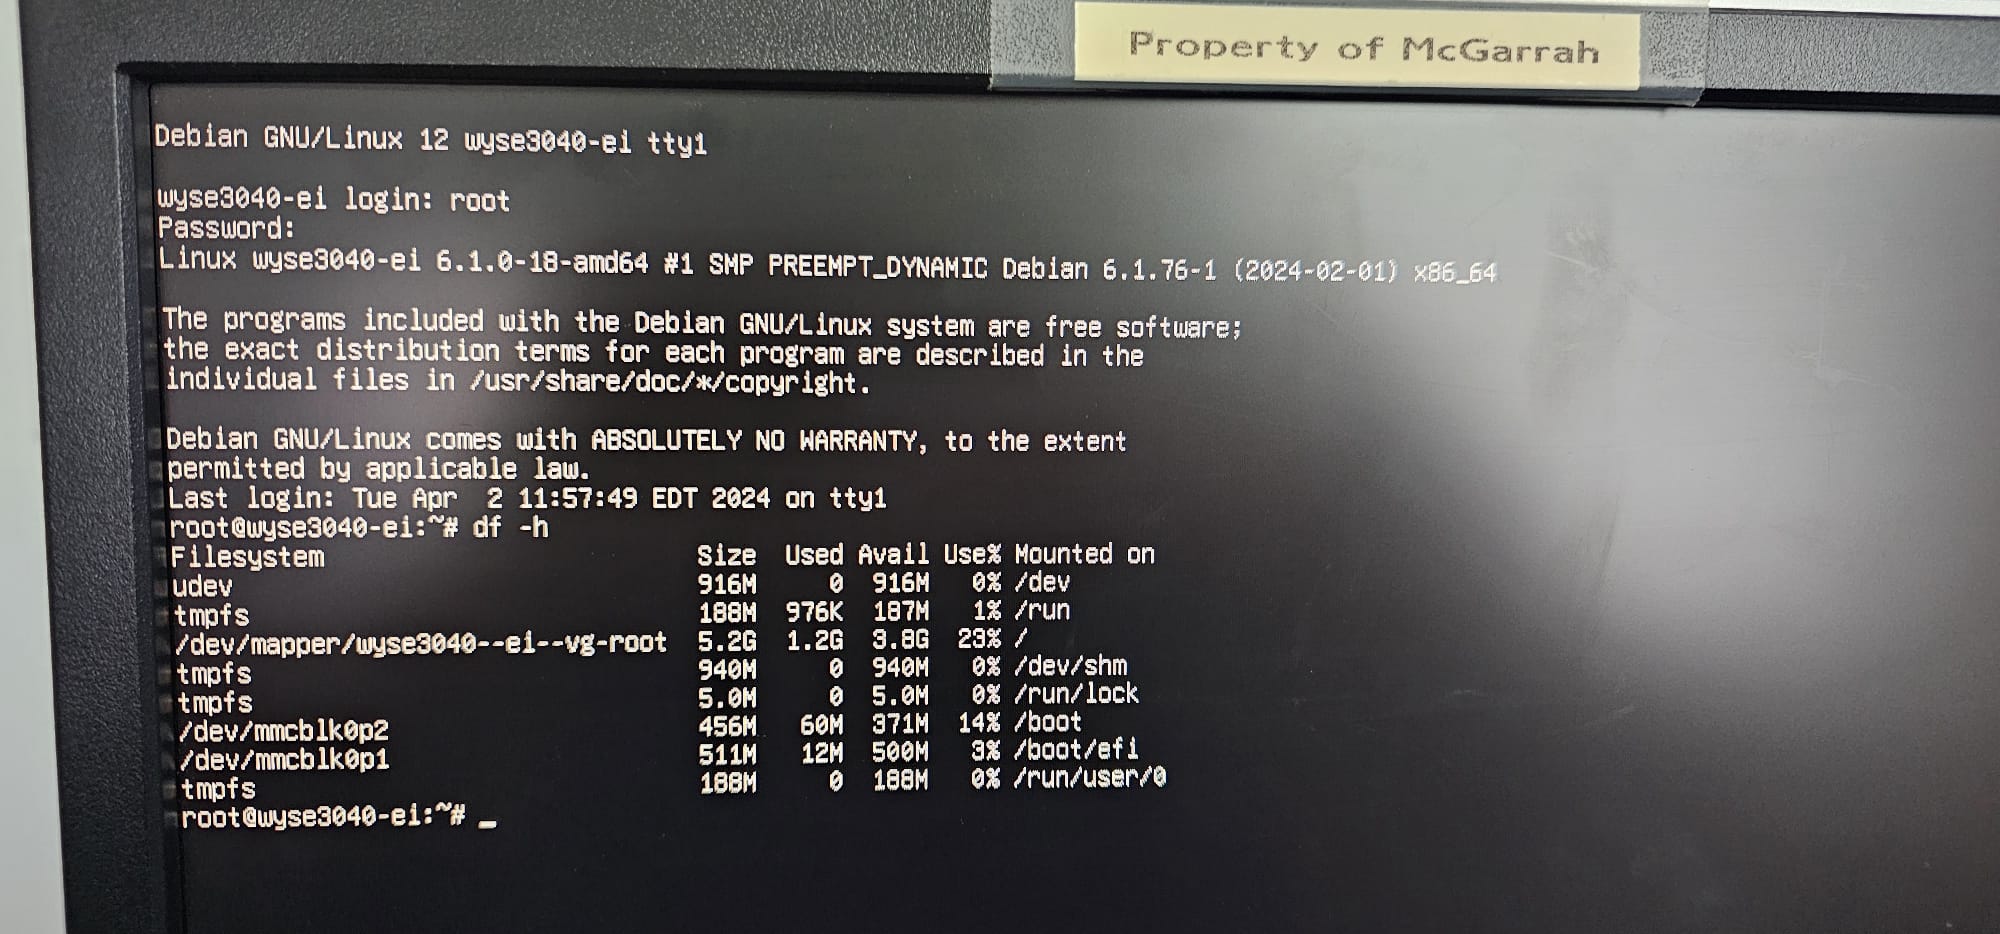 Property of McGarrah
Debian GNU/Linux 12 wyse3040-ei tty1
wyse3040-ei login: root
Password:
Linux wyse3040-ei 6.1.0-18-amd64 #1 SMP PREEMPT_DYNAMIC Debian 6.1.76-1 (2024-02-01) x86_64
The programs included with the Debian GNU/Linux system are free software;
the exact distribution terms for each program are described in the
individual files in /usr/share/doc/*/copyright.
Debian GNU/Linux comes with ABSOLUTELY NO WARRANTY, to the extent
permitted by applicable law.
Last login: Tue Apr  2 11:57:49 EDT 2024 on tty1
root@wyse3040-ei:~# df -h
Filesystem                         Size  Used Avail Use% Mounted on
udev                               916M     0  916M   0% /dev
tmpfs                              188M  976K  187M   1% /run
/dev/mapper/wyse3040--ei--vg-root  5.2G  1.2G  3.8G  23% /
tmpfs                              940M     0  940M   0% /dev/shm
tmpfs                              5.0M     0  5.0M   0% /run/lock
/dev/mmcblk0p2                     456M   60M  371M  14% /boot
/dev/mmcblk0p1                     511M   12M  500M   3% /boot/efi
tmpfs                              188M     0  188M   0% /run/user/0
root@wyse3040-ei:~# _